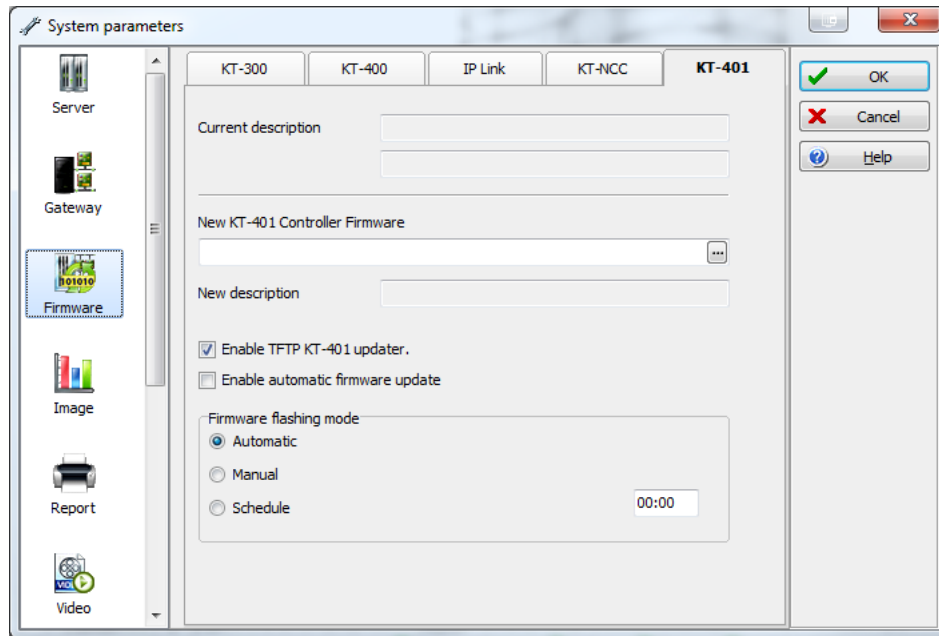 System parameters
Server
Gateway
Firmware
Image
Report
Video
KT-300 KT-400 IP Link KT-NCC KT-401
Current description
New KT-401 Controller Firmware
...
New description
Enable TFTP KT-401 updater.
Enable automatic firmware update
Firmware flashing mode
Automatic
Manual
Schedule 00:00
OK
Cancel
Help